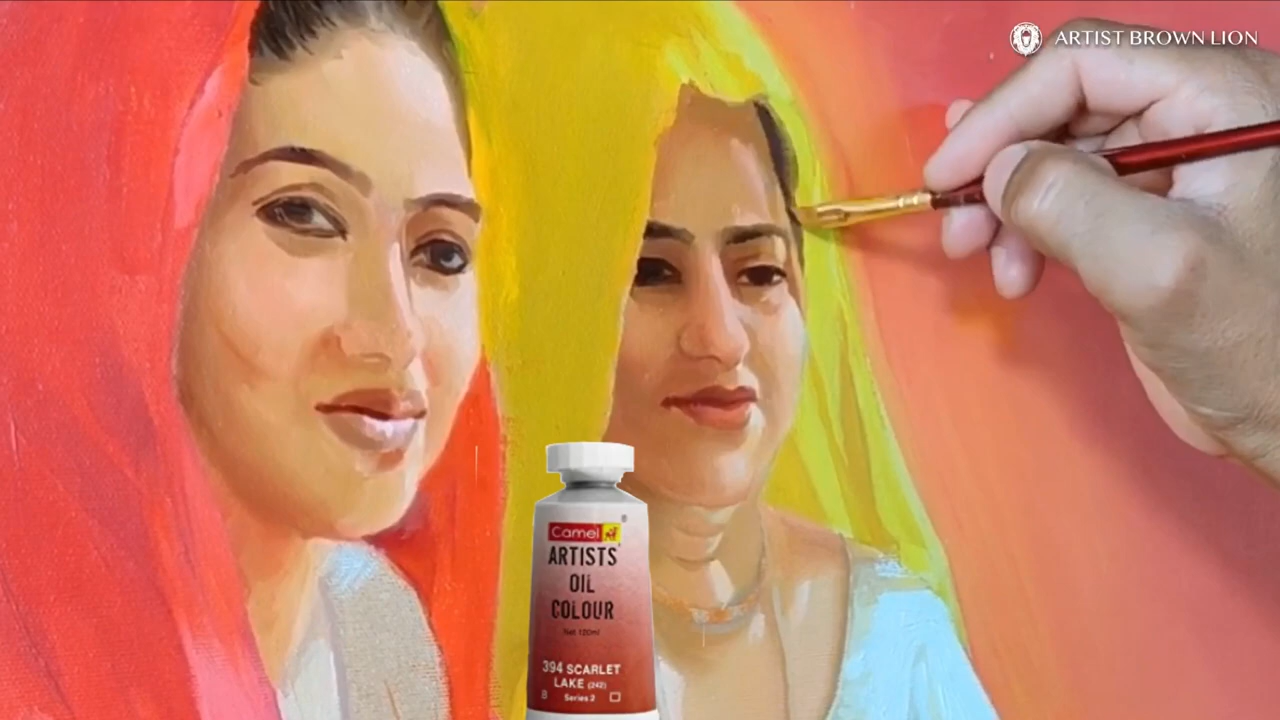 ARTIST BROWN LION
Camel
ARTISTS'
OIL
COLOUR
Net 120ml
394 SCARLET
LAKE (242)
B Series 2